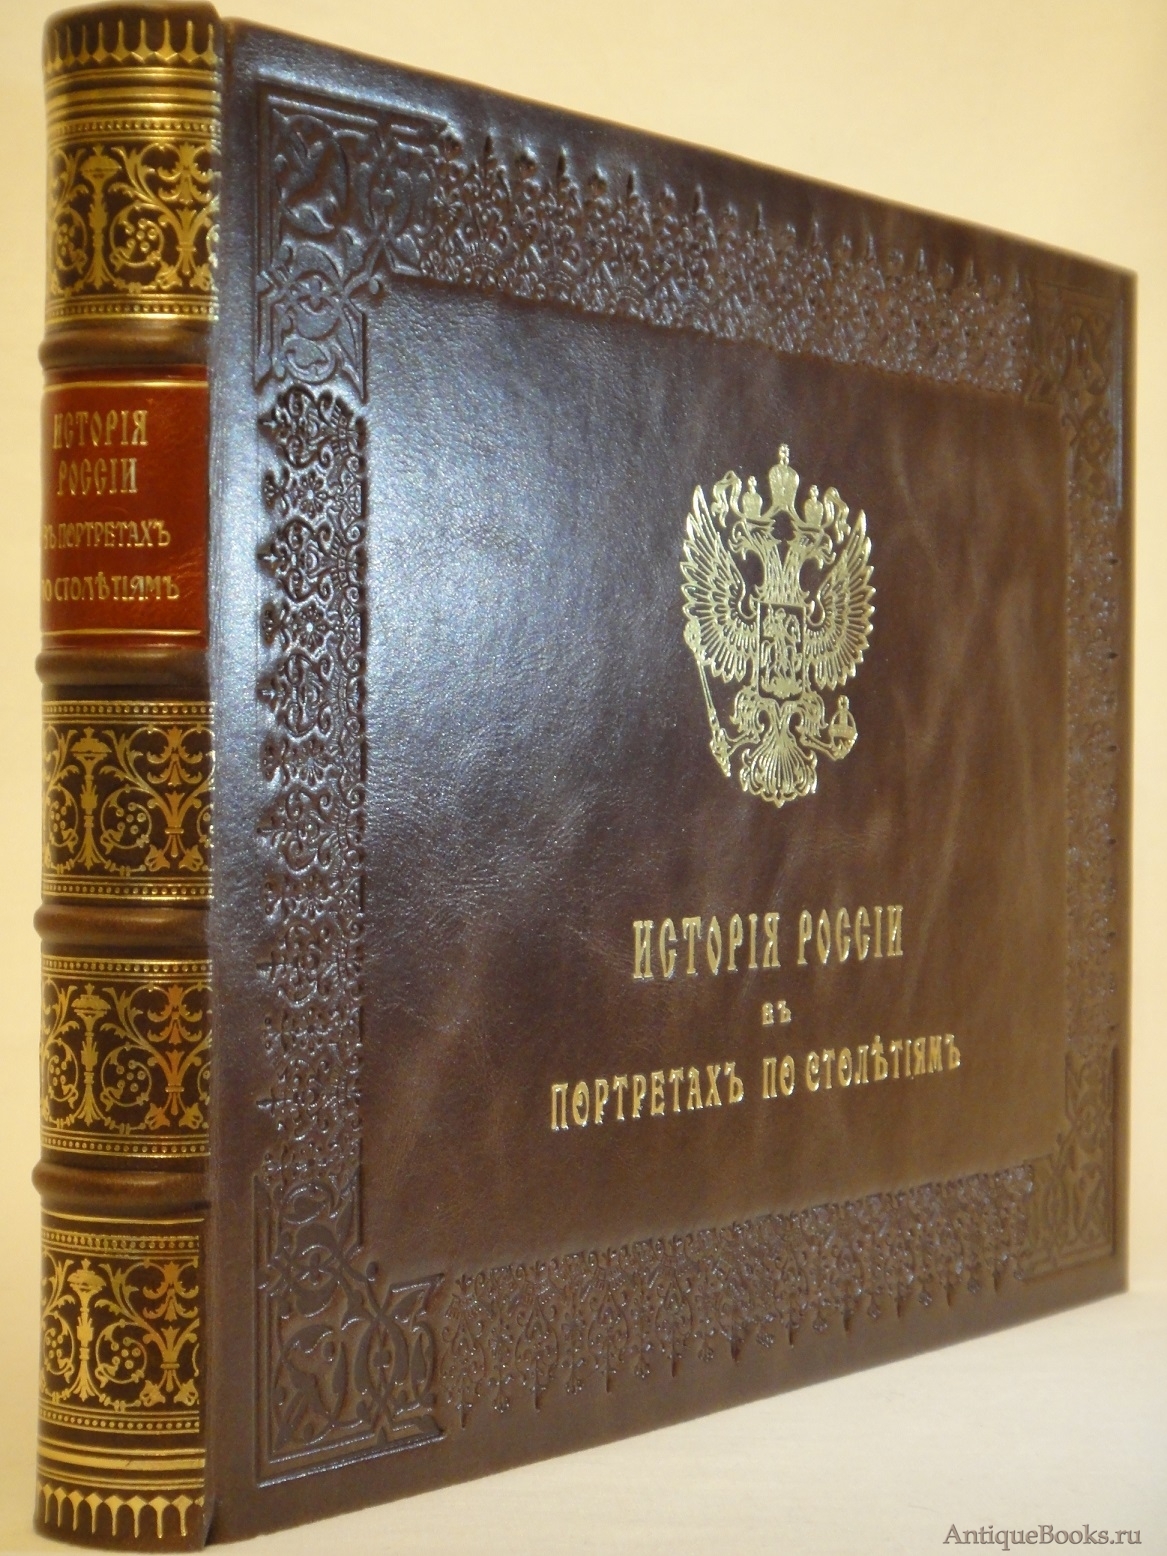 ИСТОРІЯ
РОССІИ
ВЪ ПОРТРЕТАХЪ
ПО СТОЛѢТІЯМЪ
ИСТОРІЯ РОССІИ
ВЪ
ПОРТРЕТАХЪ ПО СТОЛѢТІЯМЪ
AntiqueBooks.ru